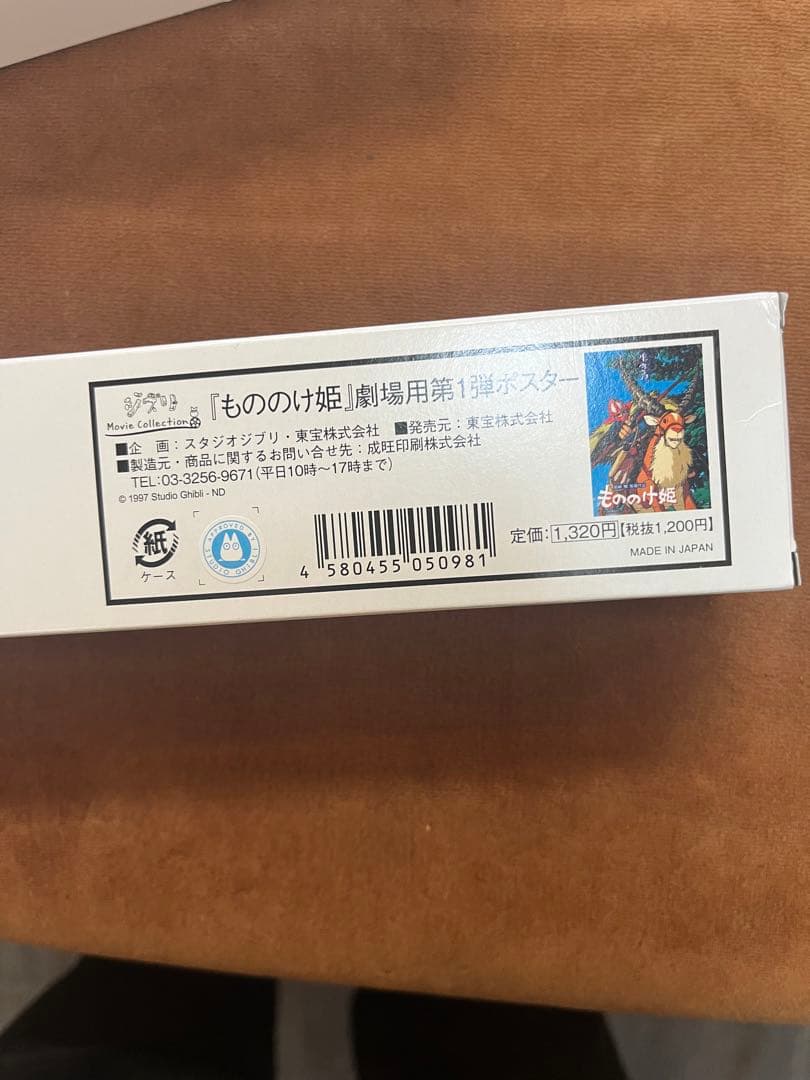 ジブリ
Movie Collection
『もののけ姫』劇場用第1弾ポスター
■企　画：スタジオジブリ・東宝株式会社　■発売元：東宝株式会社
■製造元・商品に関するお問い合せ先：成旺印刷株式会社
TEL:03-3256-9671(平日10時～17時まで)
© 1997 Studio Ghibli - ND
紙
ケース
APPROVED BY STUDIO GHIBLI
4 580455 050981
もののけ姫
定価：1,320円【税抜1,200円】
MADE IN JAPAN